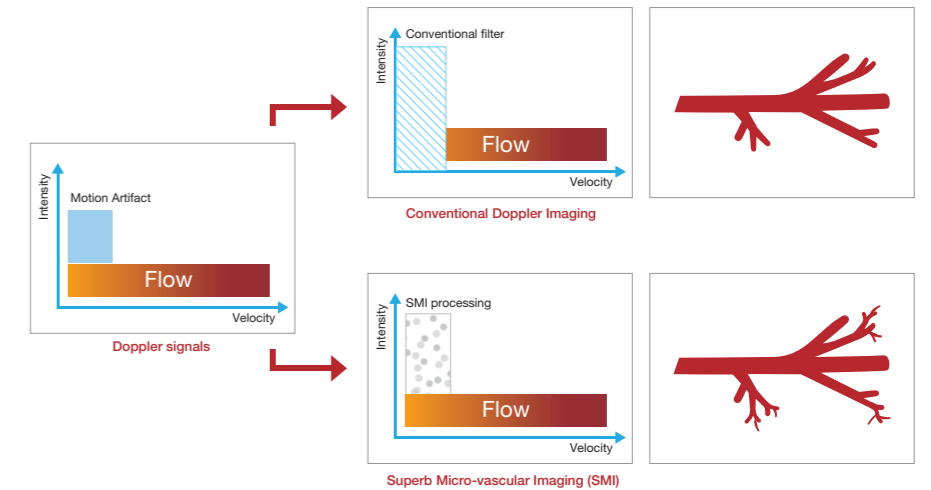 Intensity
Motion Artifact
Flow
Velocity
Doppler signals
Intensity
Conventional filter
Flow
Velocity
Conventional Doppler Imaging
Intensity
SMI processing
Flow
Velocity
Superb Micro-vascular Imaging (SMI)